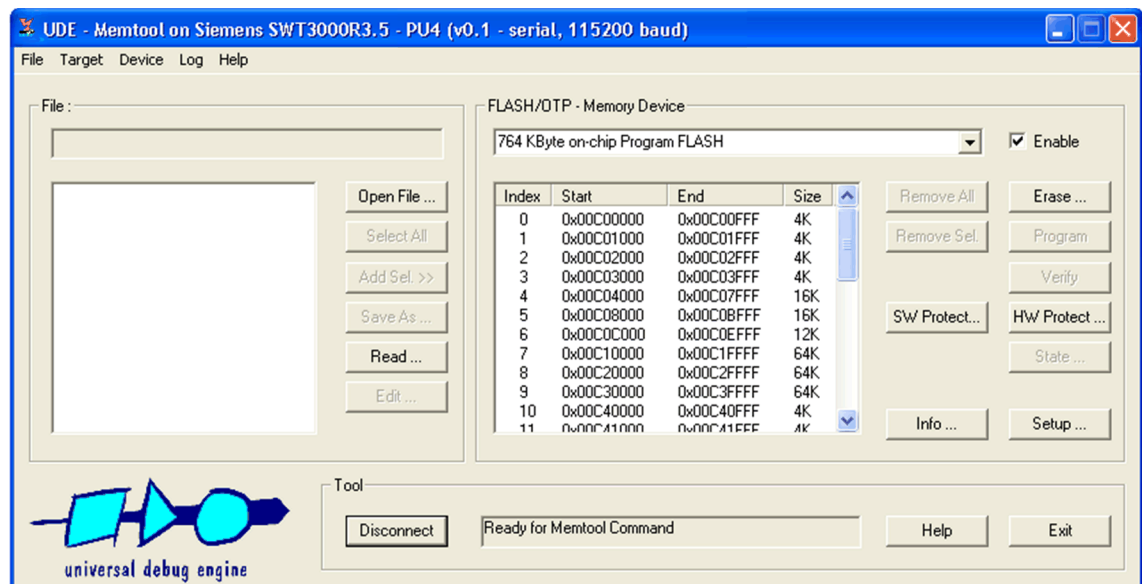 UDE - Memtool on Siemens SWT3000R3.5 - PU4 (v0.1 - serial, 115200 baud)
File Target Device Log Help
File :
Open File ...
Select All
Add Sel. >>
Save As ...
Read ...
Edit ...
FLASH/OTP - Memory Device
764 KByte on-chip Program FLASH
Enable
Index Start End Size
0 0x00C00000 0x00C00FFF 4K
1 0x00C01000 0x00C01FFF 4K
2 0x00C02000 0x00C02FFF 4K
3 0x00C03000 0x00C03FFF 4K
4 0x00C04000 0x00C07FFF 16K
5 0x00C08000 0x00C0BFFF 16K
6 0x00C0C000 0x00C0EFFF 12K
7 0x00C10000 0x00C1FFFF 64K
8 0x00C20000 0x00C2FFFF 64K
9 0x00C30000 0x00C3FFFF 64K
10 0x00C40000 0x00C40FFF 4K
11 0x00C41000 0x00C41FFF 4K
Remove All
Remove Sel.
SW Protect...
Info ...
Erase ...
Program
Verify
HW Protect ...
State ...
Setup ...
universal debug engine
Tool
Disconnect
Ready for Memtool Command
Help
Exit